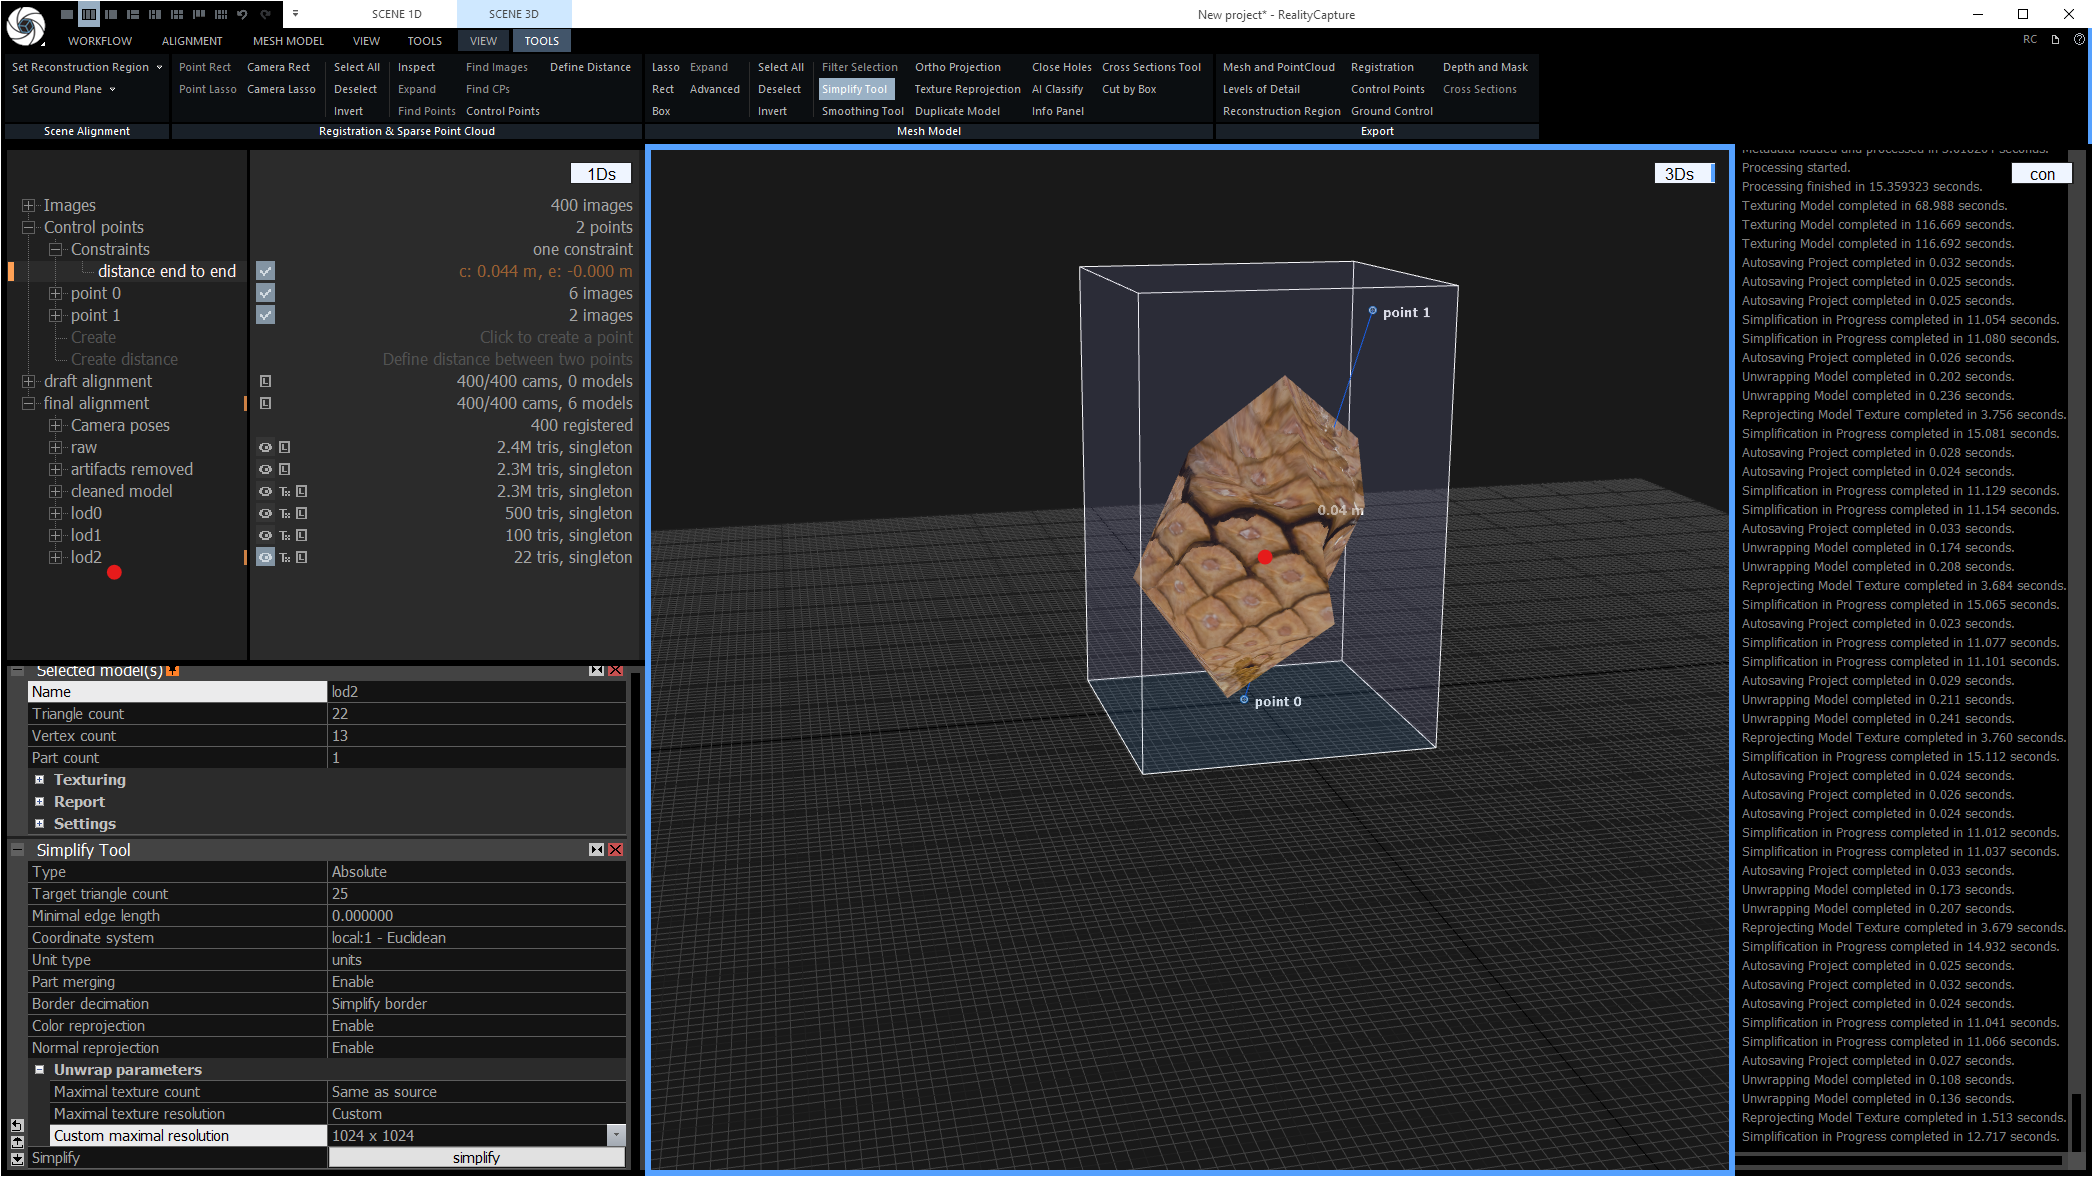 SCENE 1D SCENE 3D New project* - RealityCapture
WORKFLOW ALIGNMENT MESH MODEL VIEW TOOLS VIEW TOOLS RC
Set Reconstruction Region Point Rect Camera Rect Select All Inspect Find Images Define Distance Lasso Expand Select All Filter Selection Ortho Projection Close Holes Cross Sections Tool Mesh and PointCloud Registration Depth and Mask
Set Ground Plane Point Lasso Camera Lasso Deselect Expand Find CPs Rect Advanced Deselect Simplify Tool Texture Reprojection AI Classify Cut by Box Levels of Detail Control Points Cross Sections
Invert Find Points Control Points Box Invert Smoothing Tool Duplicate Model Info Panel Reconstruction Region Ground Control
Scene Alignment Registration & Sparse Point Cloud Mesh Model Export
1Ds
Images 400 images
Control points 2 points
Constraints one constraint
distance end to end c: 0.044 m, e: -0.000 m
point 0 6 images
point 1 2 images
Create Click to create a point
Create distance Define distance between two points
draft alignment 400/400 cams, 0 models
final alignment 400/400 cams, 6 models
Camera poses 400 registered
raw 2.4M tris, singleton
artifacts removed 2.3M tris, singleton
cleaned model 2.3M tris, singleton
lod0 500 tris, singleton
lod1 100 tris, singleton
lod2 22 tris, singleton
Selected model(s)
Name lod2
Triangle count 22
Vertex count 13
Part count 1
Texturing
Report
Settings
Simplify Tool
Type Absolute
Target triangle count 25
Minimal edge length 0.000000
Coordinate system local:1 - Euclidean
Unit type units
Part merging Enable
Border decimation Simplify border
Color reprojection Enable
Normal reprojection Enable
Unwrap parameters
Maximal texture count Same as source
Maximal texture resolution Custom
Custom maximal resolution 1024 x 1024
Simplify simplify
3Ds
point 1
0.04 m
point 0
con
Metadata loaded and processed in 5.018204 seconds.
Processing started.
Processing finished in 15.359323 seconds.
Texturing Model completed in 68.988 seconds.
Texturing Model completed in 116.669 seconds.
Texturing Model completed in 116.692 seconds.
Autosaving Project completed in 0.032 seconds.
Autosaving Project completed in 0.025 seconds.
Autosaving Project completed in 0.025 seconds.
Simplification in Progress completed in 11.054 seconds.
Simplification in Progress completed in 11.080 seconds.
Autosaving Project completed in 0.026 seconds.
Unwrapping Model completed in 0.202 seconds.
Unwrapping Model completed in 0.236 seconds.
Reprojecting Model Texture completed in 3.756 seconds.
Simplification in Progress completed in 15.081 seconds.
Autosaving Project completed in 0.028 seconds.
Autosaving Project completed in 0.024 seconds.
Simplification in Progress completed in 11.129 seconds.
Simplification in Progress completed in 11.154 seconds.
Autosaving Project completed in 0.033 seconds.
Unwrapping Model completed in 0.174 seconds.
Unwrapping Model completed in 0.208 seconds.
Reprojecting Model Texture completed in 3.684 seconds.
Simplification in Progress completed in 15.065 seconds.
Autosaving Project completed in 0.023 seconds.
Simplification in Progress completed in 11.077 seconds.
Simplification in Progress completed in 11.101 seconds.
Autosaving Project completed in 0.029 seconds.
Unwrapping Model completed in 0.211 seconds.
Unwrapping Model completed in 0.241 seconds.
Reprojecting Model Texture completed in 3.760 seconds.
Simplification in Progress completed in 15.112 seconds.
Autosaving Project completed in 0.024 seconds.
Autosaving Project completed in 0.026 seconds.
Autosaving Project completed in 0.024 seconds.
Simplification in Progress completed in 11.012 seconds.
Simplification in Progress completed in 11.037 seconds.
Autosaving Project completed in 0.033 seconds.
Unwrapping Model completed in 0.173 seconds.
Unwrapping Model completed in 0.207 seconds.
Reprojecting Model Texture completed in 3.679 seconds.
Simplification in Progress completed in 14.932 seconds.
Autosaving Project completed in 0.025 seconds.
Autosaving Project completed in 0.032 seconds.
Autosaving Project completed in 0.024 seconds.
Simplification in Progress completed in 11.041 seconds.
Simplification in Progress completed in 11.066 seconds.
Autosaving Project completed in 0.027 seconds.
Unwrapping Model completed in 0.108 seconds.
Unwrapping Model completed in 0.136 seconds.
Reprojecting Model Texture completed in 1.513 seconds.
Simplification in Progress completed in 12.717 seconds.